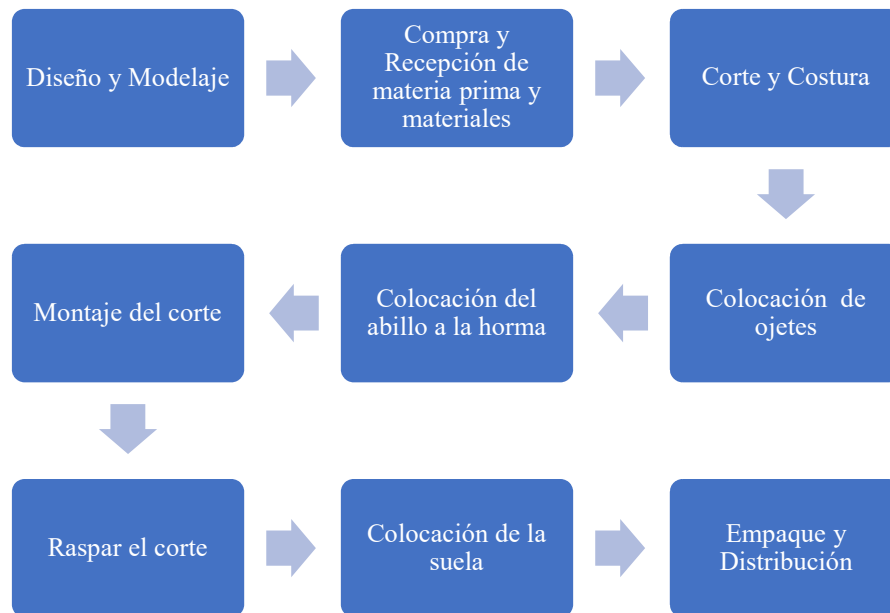 Diseño y Modelaje
Compra y
Recepción de
materia prima y
materiales
Corte y Costura
Colocación de
ojetes
Colocación del
abillo a la horma
Montaje del corte
Raspar el corte
Colocación de la
suela
Empaque y
Distribución